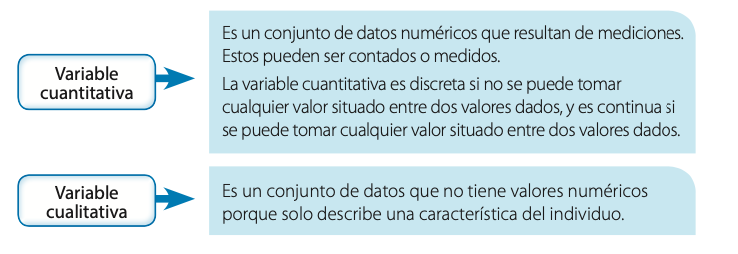 Variable
cuantitativa
Es un conjunto de datos numéricos que resultan de mediciones.
Estos pueden ser contados o medidos.
La variable cuantitativa es discreta si no se puede tomar
cualquier valor situado entre dos valores dados, y es continua si
se puede tomar cualquier valor situado entre dos valores dados.
Variable
cualitativa
Es un conjunto de datos que no tiene valores numéricos
porque solo describe una característica del individuo.